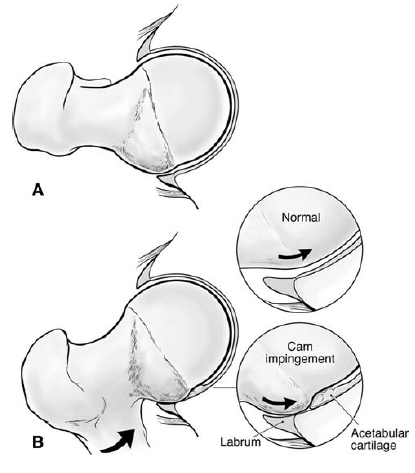 A
Normal
B
Cam
impingement
Labrum
Acetabular
cartilage